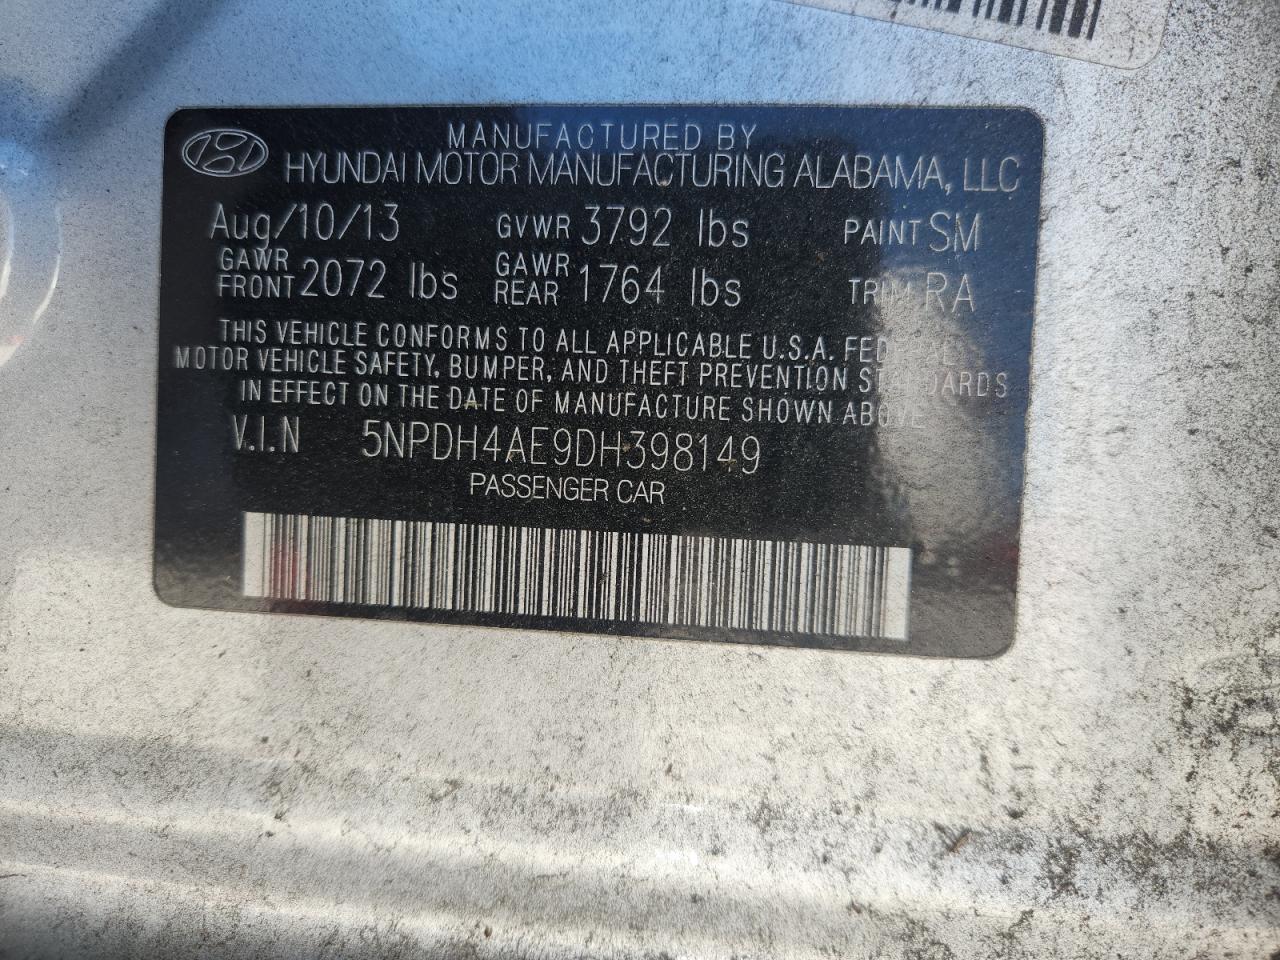 MANUFACTURED BY
HYUNDAI MOTOR MANUFACTURING ALABAMA, LLC
Aug/10/13 GVWR 3792 lbs PAINT SM
GAWR FRONT 2072 lbs GAWR REAR 1764 lbs TRIM RA
THIS VEHICLE CONFORMS TO ALL APPLICABLE U.S.A. FEDERAL
MOTOR VEHICLE SAFETY, BUMPER, AND THEFT PREVENTION STANDARDS
IN EFFECT ON THE DATE OF MANUFACTURE SHOWN ABOVE
V.I.N 5NPDH4AE9DH398149
PASSENGER CAR